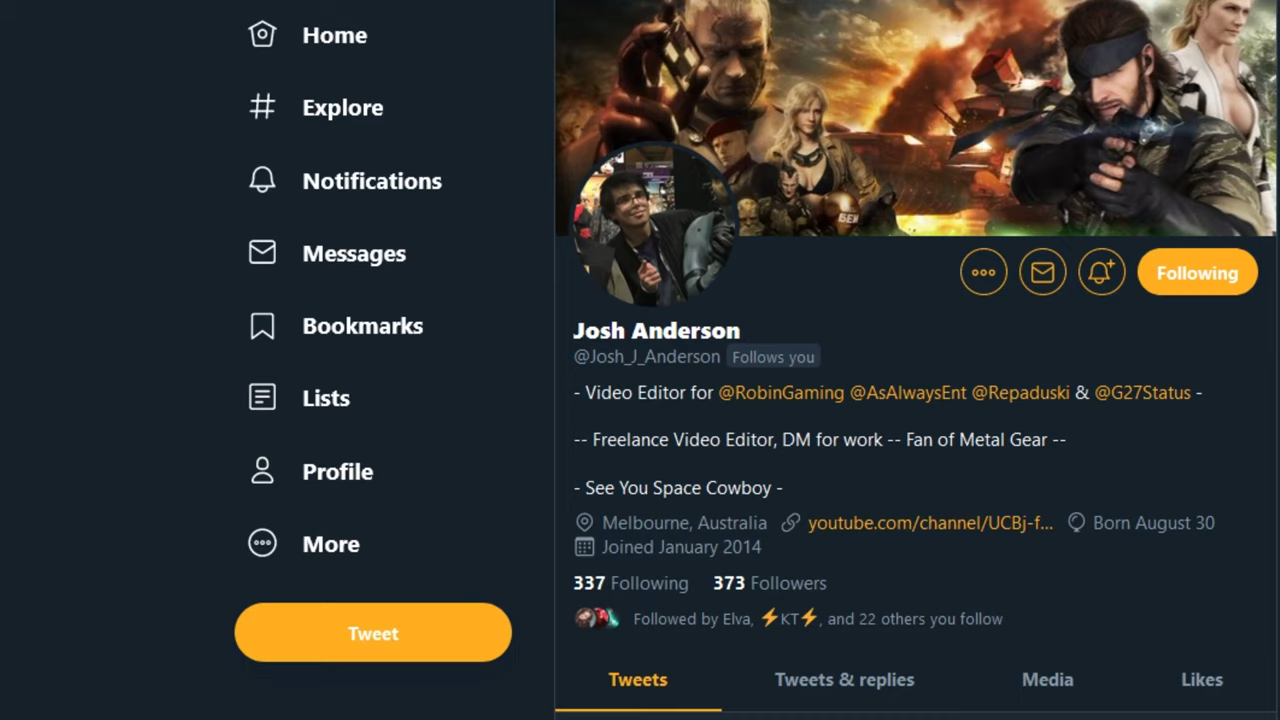 Home
Explore
Notifications
Messages
Bookmarks
Lists
Profile
More
Tweet
Following
Josh Anderson
@Josh_J_Anderson Follows you
- Video Editor for @RobinGaming @AsAlwaysEnt @Repaduski & @G27Status -
-- Freelance Video Editor, DM for work -- Fan of Metal Gear --
- See You Space Cowboy -
Melbourne, Australia youtube.com/channel/UCBj-f... Born August 30
Joined January 2014
337 Following 373 Followers
Followed by Elva, ⚡KT⚡, and 22 others you follow
Tweets Tweets & replies Media Likes